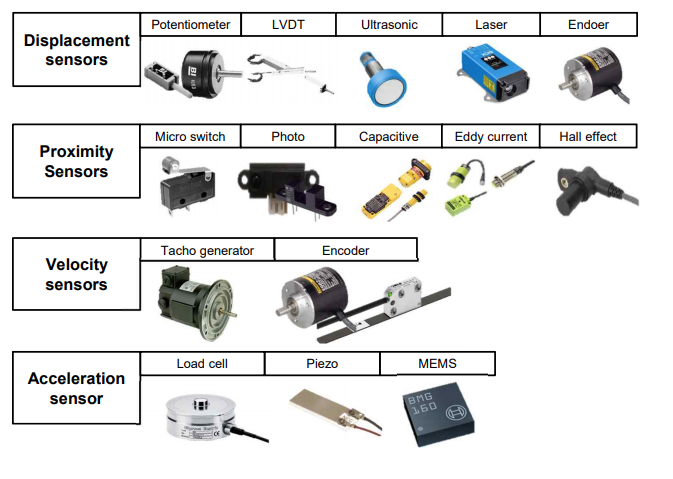 Displacement
sensors
Potentiometer
LVDT
Ultrasonic
Laser
Endoer
Proximity
Sensors
Micro switch
Photo
Capacitive
Eddy current
Hall effect
Velocity
sensors
Tacho generator
Encoder
Acceleration
sensor
Load cell
Piezo
MEMS
BMG
160